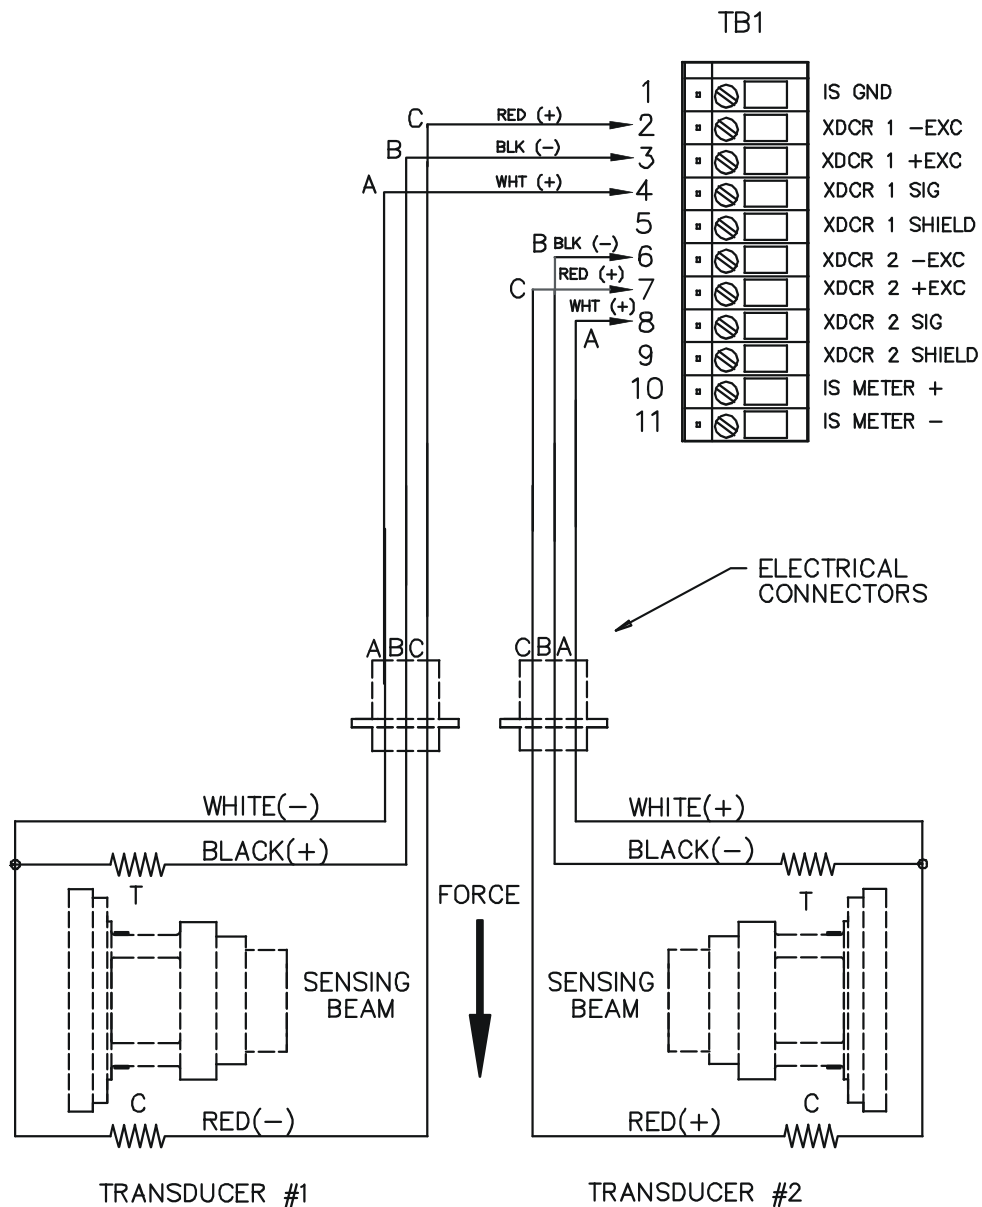 TB1
1 IS GND
C RED (+) 2 XDCR 1 -EXC
B BLK (-) 3 XDCR 1 +EXC
A WHT (+) 4 XDCR 1 SIG
5 XDCR 1 SHIELD
B BLK (-) 6 XDCR 2 -EXC
C RED (+) 7 XDCR 2 +EXC
WHT (+) 8 XDCR 2 SIG
A
9 XDCR 2 SHIELD
10 IS METER +
11 IS METER -
ELECTRICAL
CONNECTORS
A B C
C B A
WHITE(-)
WHITE(+)
BLACK(+)
BLACK(-)
T
T
FORCE
SENSING
BEAM
SENSING
BEAM
C
C
RED(-)
RED(+)
TRANSDUCER #1
TRANSDUCER #2